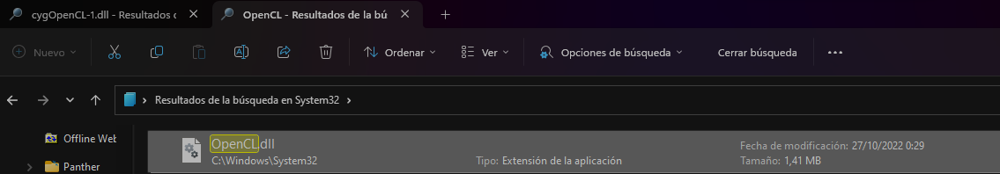 cygOpenCL-1.dll - Resultados d
OpenCL - Resultados de la bú
Nuevo
Ordenar
Ver
Opciones de búsqueda
Cerrar búsqueda
Resultados de la búsqueda en System32
Offline Web
Panther
OpenCL.dll
Fecha de modificación: 27/10/2022 0:29
C:\Windows\System32
Tipo: Extensión de la aplicación
Tamaño: 1,41 MB